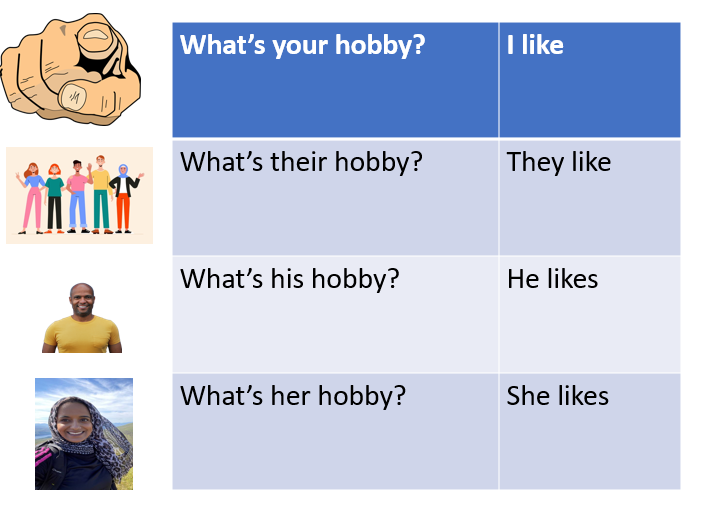 What's your hobby? I like
What's their hobby? They like
What's his hobby? He likes
What's her hobby? She likes